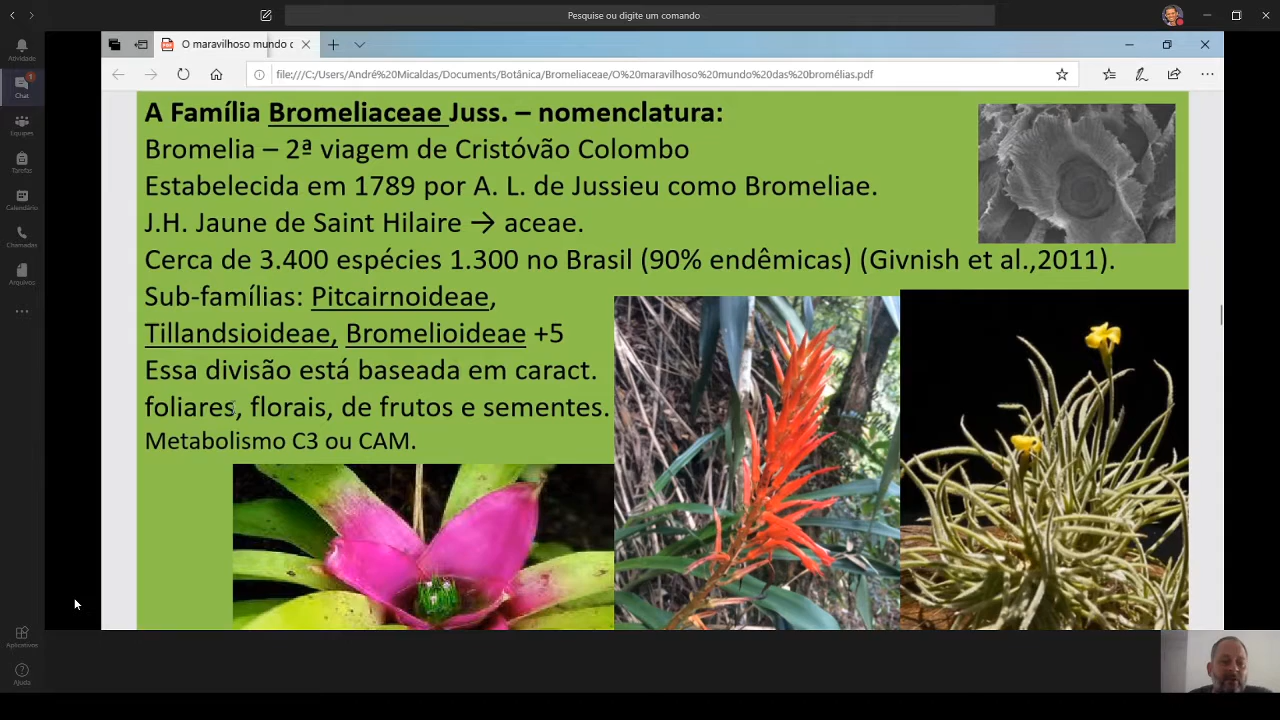 Pesquise ou digite um comando
Atividade
1
Chat
Equipes
Tarefas
Calendário
Chamadas
Arquivos
Aplicativos
Ajuda
PDF
O maravilhoso mundo d
file:///C:/Users/André%20Micaldas/Documents/Botânica/Bromeliaceae/O%20maravilhoso%20mundo%20das%20bromélias.pdf
A Família Bromeliaceae Juss. – nomenclatura:
Bromelia – 2ª viagem de Cristóvão Colombo
Estabelecida em 1789 por A. L. de Jussieu como Bromeliae.
J.H. Jaune de Saint Hilaire → aceae.
Cerca de 3.400 espécies 1.300 no Brasil (90% endêmicas) (Givnish et al.,2011).
Sub-famílias: Pitcairnoideae,
Tillandsioideae, Bromelioideae +5
Essa divisão está baseada em caract.
foliares, florais, de frutos e sementes.
Metabolismo C3 ou CAM.